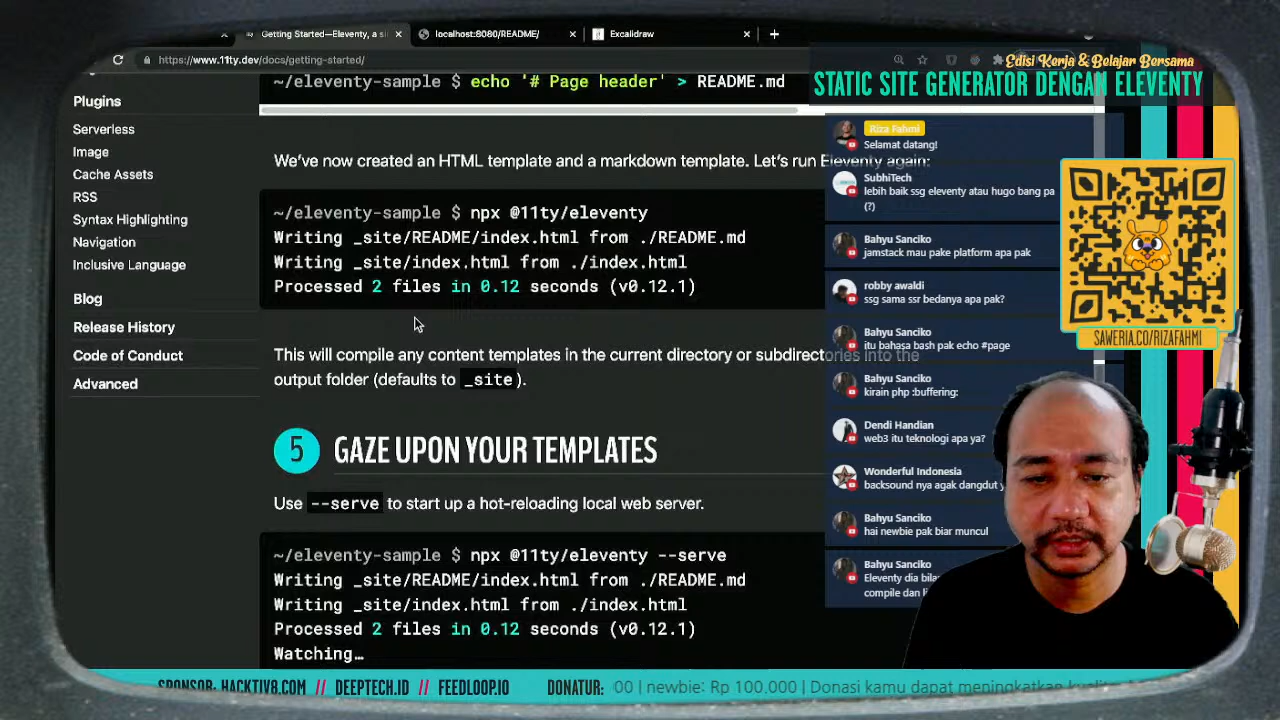 Getting Started—Eleventy, a si
localhost:8080/README/
Excalidraw
https://www.11ty.dev/docs/getting-started/
Edisi Kerja & Belajar Bersama
STATIC SITE GENERATOR DENGAN ELEVENTY
Plugins
Serverless
Image
Cache Assets
RSS
Syntax Highlighting
Navigation
Inclusive Language
Blog
Release History
Code of Conduct
Advanced
~/eleventy-sample $ echo '# Page header' > README.md
We've now created an HTML template and a markdown template. Let's run Eleventy again:
~/eleventy-sample $ npx @11ty/eleventy
Writing _site/README/index.html from ./README.md
Writing _site/index.html from ./index.html
Processed 2 files in 0.12 seconds (v0.12.1)
This will compile any content templates in the current directory or subdirectories into the
output folder (defaults to _site).
5 GAZE UPON YOUR TEMPLATES
Use --serve to start up a hot-reloading local web server.
~/eleventy-sample $ npx @11ty/eleventy --serve
Writing _site/README/index.html from ./README.md
Writing _site/index.html from ./index.html
Processed 2 files in 0.12 seconds (v0.12.1)
Watching…
Riza Fahmi
Selamat datang!
SubhiTech
lebih baik ssg eleventy atau hugo bang pa
(?)
Bahyu Sanciko
jamstack mau pake platform apa pak
robby awaldi
ssg sama ssr bedanya apa pak?
Bahyu Sanciko
itu bahasa bash pak echo #page
Bahyu Sanciko
kirain php :buffering:
Dendi Handian
web3 itu teknologi apa ya?
Wonderful Indonesia
backsound nya agak dangdut y
Bahyu Sanciko
hai newbie pak biar muncul
Bahyu Sanciko
Eleventy dia bila
compile dan li
SAWERIA.CO/RIZAFAHMI
SPONSOR: HACKTIV8.COM // DEEPTECH.ID // FEEDLOOP.IO
DONATUR: 00 | newbie: Rp 100.000 | Donasi kamu dapat meningkatkan